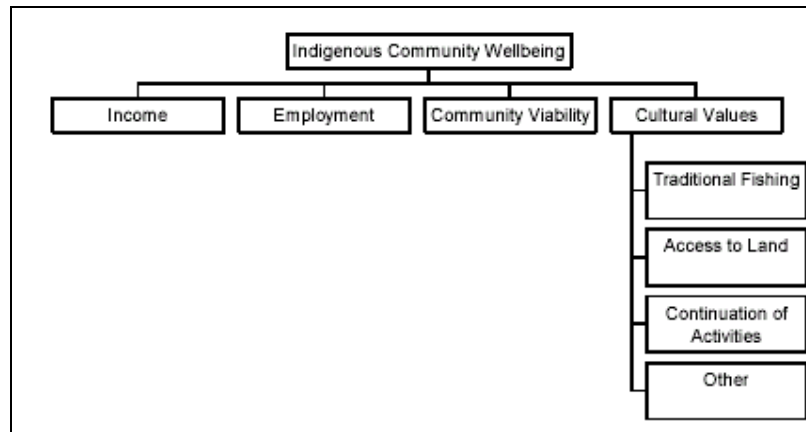 Indigenous Community Wellbeing
Income
Employment
Community Viability
Cultural Values
Traditional Fishing
Access to Land
Continuation of
Activities
Other